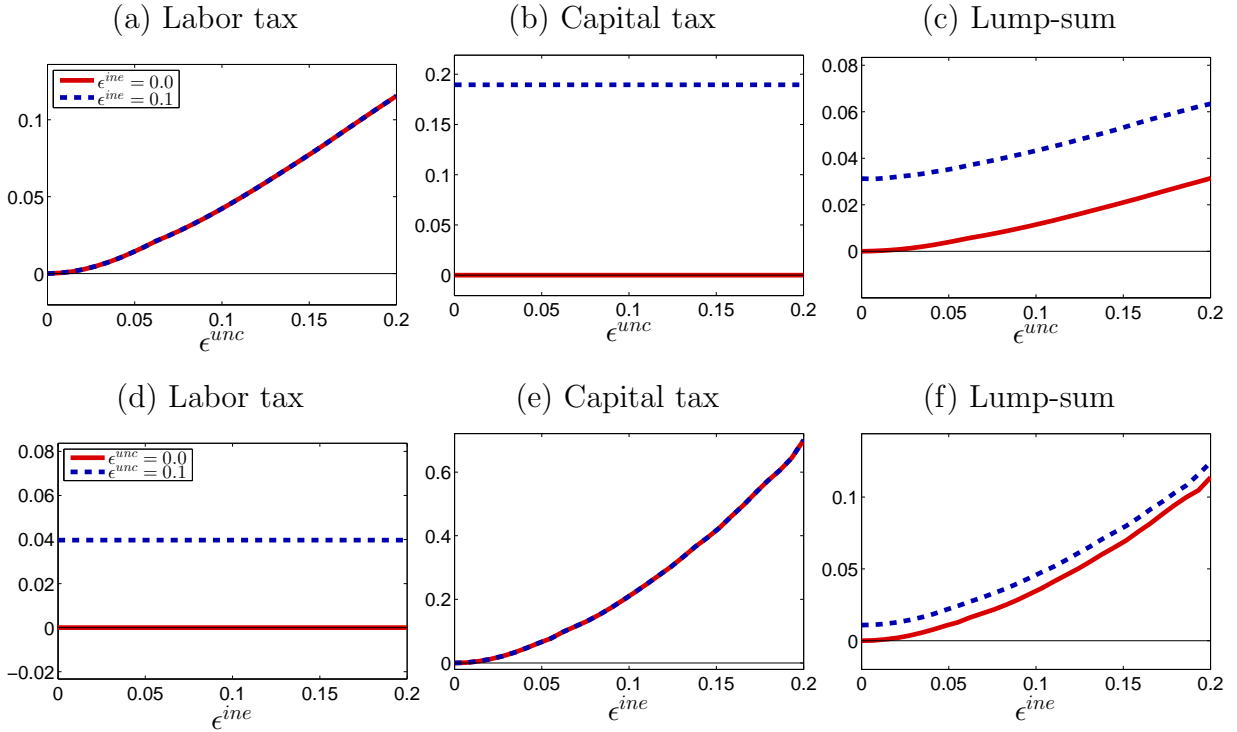 (a) Labor tax
(b) Capital tax
(c) Lump-sum
ϵ^{ine} = 0.0
ϵ^{ine} = 0.1
0.1
0.05
0
0 0.05 0.1 0.15 0.2
ϵ^{unc}
0.2
0.15
0.1
0.05
0
0 0.05 0.1 0.15 0.2
ϵ^{unc}
0.08
0.06
0.04
0.02
0
0 0.05 0.1 0.15 0.2
ϵ^{unc}
(d) Labor tax
(e) Capital tax
(f) Lump-sum
ϵ^{unc} = 0.0
ϵ^{unc} = 0.1
0.08
0.06
0.04
0.02
0
−0.02
0 0.05 0.1 0.15 0.2
ϵ^{ine}
0.6
0.4
0.2
0
0 0.05 0.1 0.15 0.2
ϵ^{ine}
0.1
0.05
0
0 0.05 0.1 0.15 0.2
ϵ^{ine}